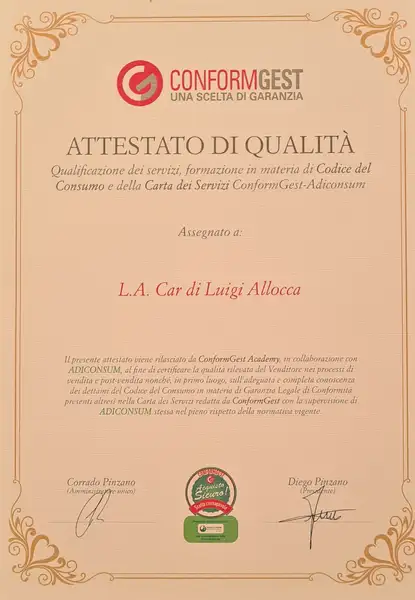 CONFORMGEST
UNA SCELTA DI GARANZIA
ATTESTATO DI QUALITÀ
Qualificazione dei servizi, formazione in materia di Codice del
Consumo e della Carta dei Servizi ConformGest-Adiconsum
Assegnato a:
L.A. Car di Luigi Allocca
Il presente attestato viene rilasciato da ConformGest Academy, in collaborazione con
ADICONSUM, al fine di certificare la qualità rilevata del Venditore nei processi di
vendita e post-vendita nonché, in primo luogo, sull'adeguata e completa conoscenza
dei dettami del Codice del Consumo in materia di Garanzia Legale di Conformità
presenti altresì nella Carta dei Servizi redatta da ConformGest con la supervisione di
ADICONSUM stessa nel pieno rispetto della normativa vigente.
Corrado Pinzano
(Amministratore unico)
Diego Pinzano
(Presidente)
Acquisto
Sicuro!